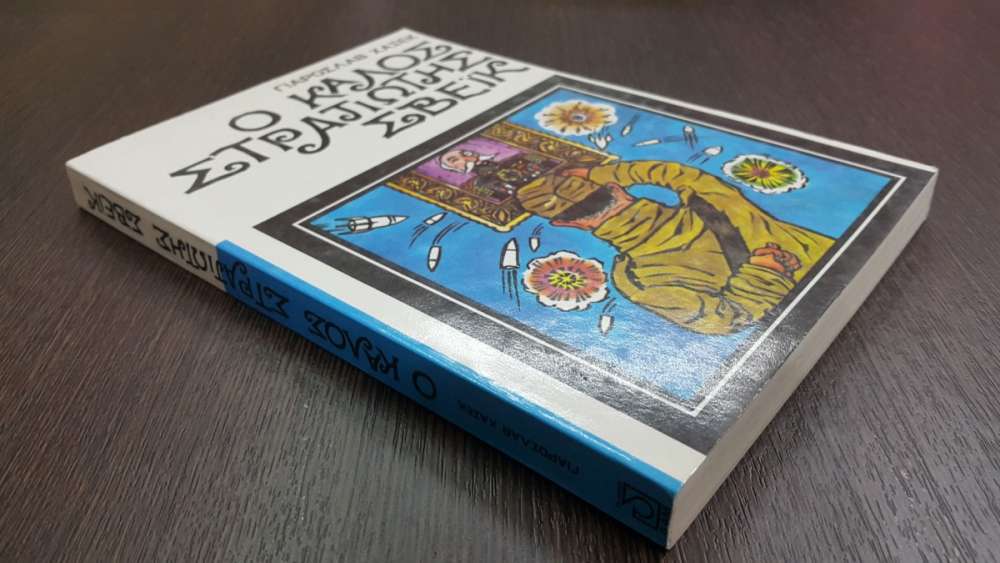 ΓΙΑΡΟΣΛΑΒ ΧΑΣΕΚ
Ο ΚΑΛΟΣ
ΣΤΡΑΤΙΩΤΗΣ
ΣΒΕΪΚ
ΓΙΑΡΟΣΛΑΒ ΧΑΣΕΚ Ο ΚΑΛΟΣ ΣΤΡΑΤΙΩΤΗΣ ΣΒΕΪΚ